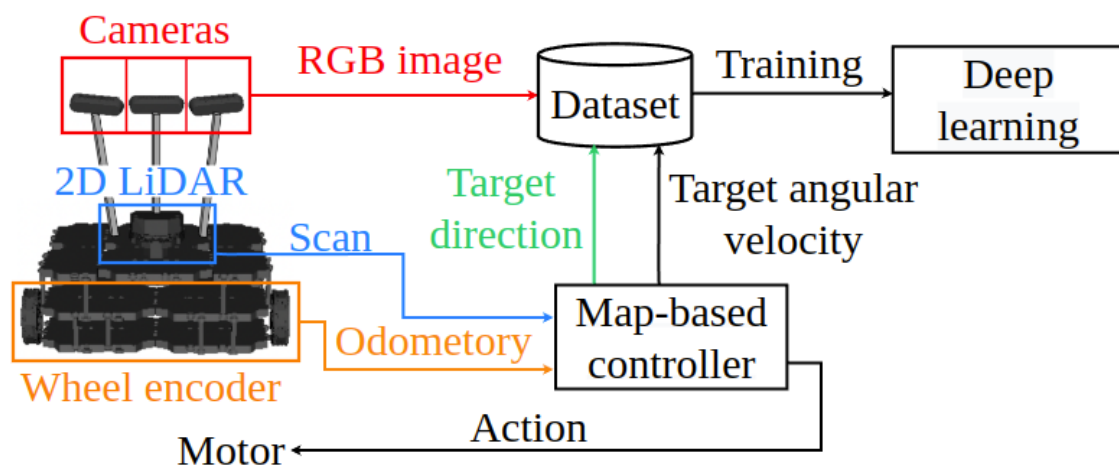 Cameras
RGB image
Dataset
Training
Deep
learning
2D LiDAR
Scan
Target
direction
Target angular
velocity
Map-based
controller
Odometory
Wheel encoder
Action
Motor